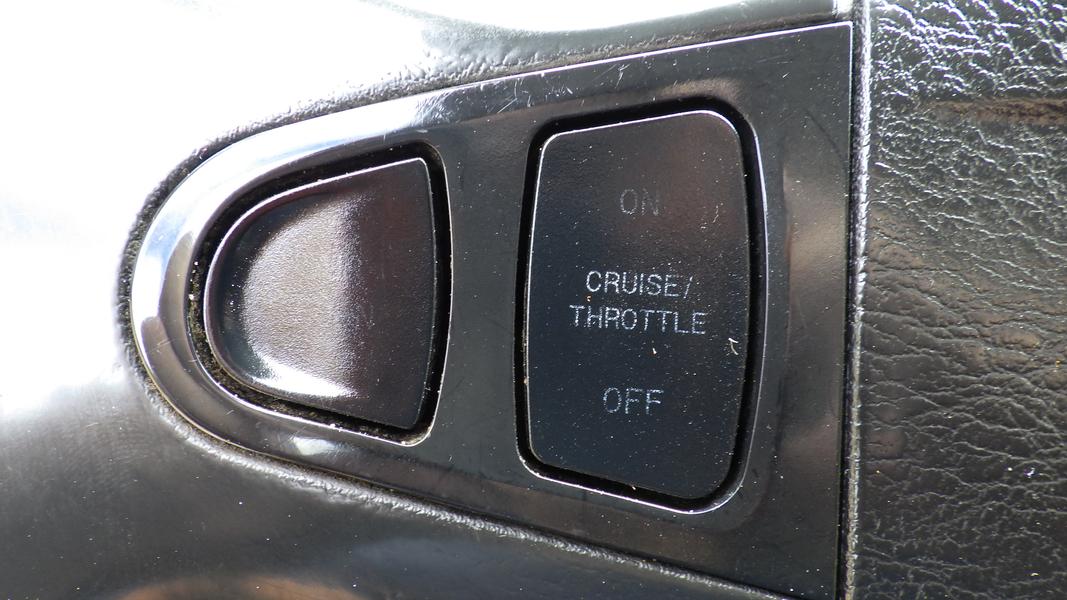 ON
CRUISE/
THROTTLE
OFF